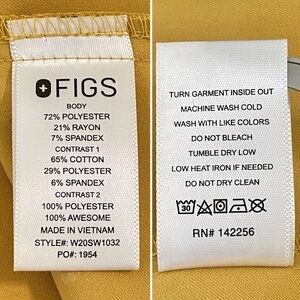 FIGS
BODY
72% POLYESTER
21% RAYON
7% SPANDEX
CONTRAST 1
65% COTTON
29% POLYESTER
6% SPANDEX
CONTRAST 2
100% POLYESTER
100% AWESOME
MADE IN VIETNAM
STYLE#: W20SW1032
PO#: 1954
TURN GARMENT INSIDE OUT
MACHINE WASH COLD
WASH WITH LIKE COLORS
DO NOT BLEACH
TUMBLE DRY LOW
LOW HEAT IRON IF NEEDED
DO NOT DRY CLEAN
30
RN# 142256